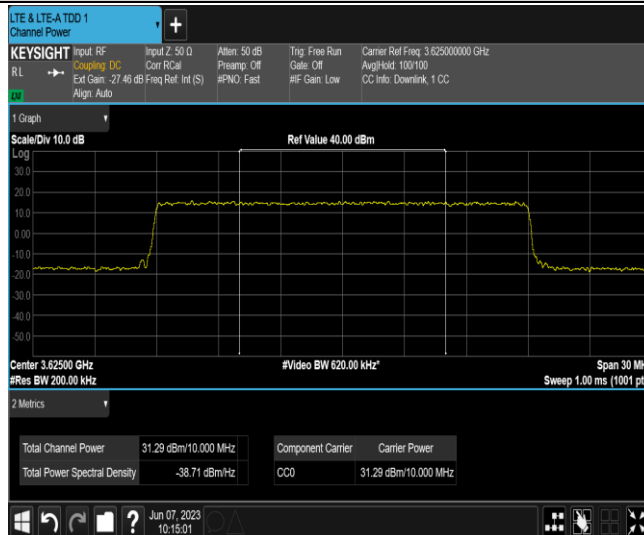 LTE & LTE-A TDD 1
Channel Power
+
KEYSIGHT Input: RF Input Z: 50 Ω Atten: 50 dB Trig: Free Run Carrier Ref Freq: 3.625000000 GHz
RL Coupling: DC Corr RCal Preamp: Off Gate: Off Avg|Hold: 100/100
Ext Gain: -27.46 dB Freq Ref: Int (S) #PNO: Fast #IF Gain: Low CC Info: Downlink, 1 CC
Align: Auto
1 Graph
Scale/Div 10.0 dB Ref Value 40.00 dBm
Log
30.0
20.0
10.0
0.00
-10.0
-20.0
-30.0
-40.0
-50.0
Center 3.62500 GHz #Video BW 620.00 kHz* Span 30 M
#Res BW 200.00 kHz Sweep 1.00 ms (1001 pt
2 Metrics
Total Channel Power 31.29 dBm/10.000 MHz Component Carrier Carrier Power
Total Power Spectral Density -38.71 dBm/Hz CC0 31.29 dBm/10.000 MHz
? Jun 07, 2023
10:15:01